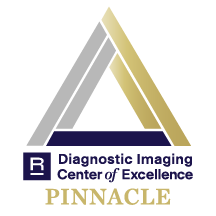 R Diagnostic Imaging
Center of Excellence
PINNACLE